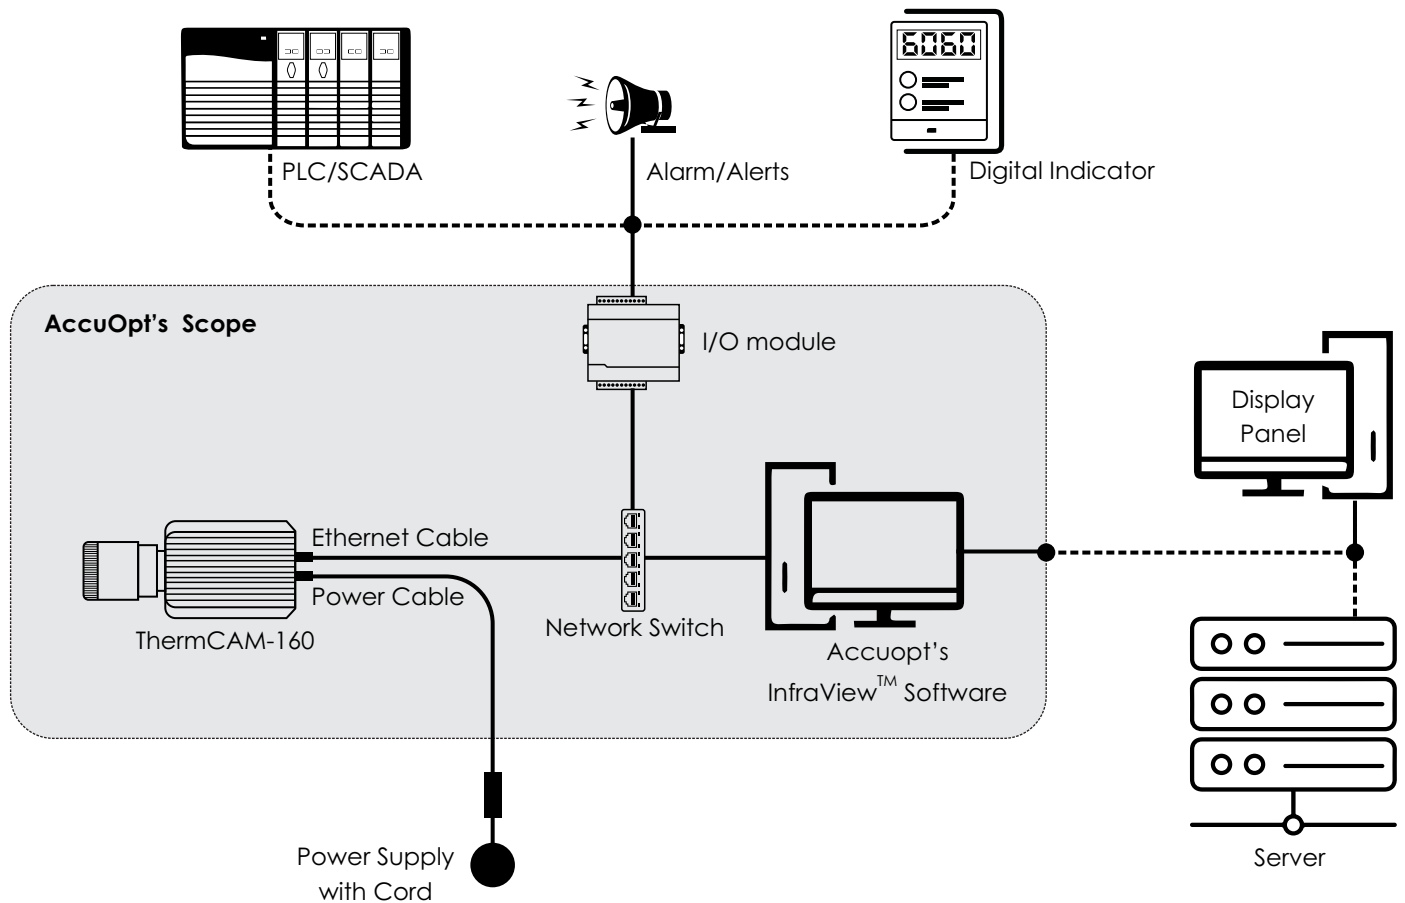 6060
PLC/SCADA
Alarm/Alerts
Digital Indicator
AccuOpt's Scope
I/O module
Display
Panel
Ethernet Cable
Power Cable
ThermCAM-160
Network Switch
Accuopt's
InfraView™ Software
Power Supply
with Cord
Server